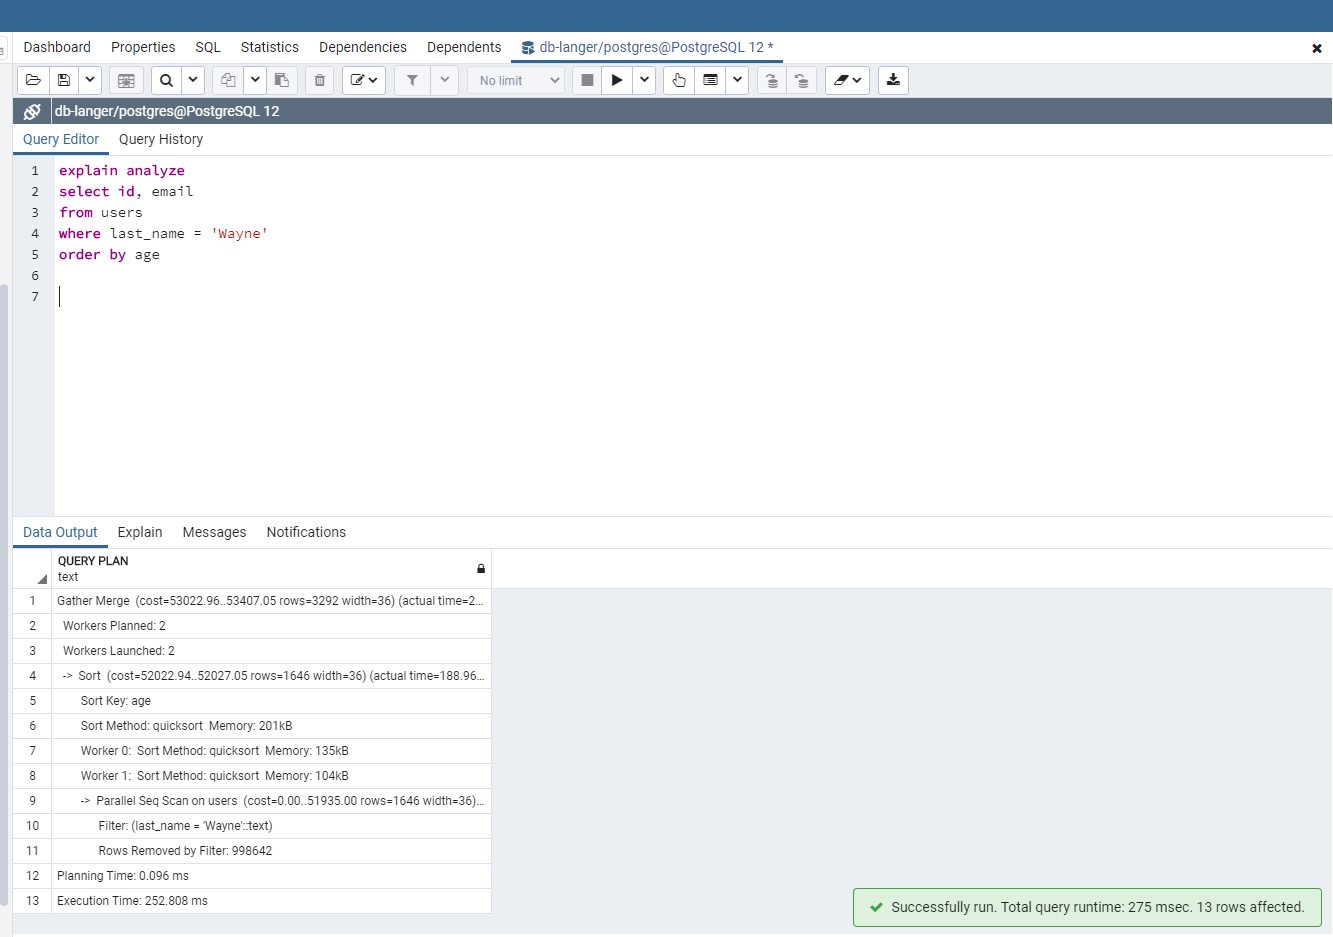 Dashboard Properties SQL Statistics Dependencies Dependents db-langer/postgres@PostgreSQL 12 *
No limit
db-langer/postgres@PostgreSQL 12
Query Editor Query History
1 explain analyze
2 select id, email
3 from users
4 where last_name = 'Wayne'
5 order by age
6
7
Data Output Explain Messages Notifications
QUERY PLAN
text
1 Gather Merge (cost=53022.96..53407.05 rows=3292 width=36) (actual time=2...
2 Workers Planned: 2
3 Workers Launched: 2
4 -> Sort (cost=52022.94..52027.05 rows=1646 width=36) (actual time=188.96...
5 Sort Key: age
6 Sort Method: quicksort Memory: 201kB
7 Worker 0: Sort Method: quicksort Memory: 135kB
8 Worker 1: Sort Method: quicksort Memory: 104kB
9 -> Parallel Seq Scan on users (cost=0.00..51935.00 rows=1646 width=36)...
10 Filter: (last_name = 'Wayne'::text)
11 Rows Removed by Filter: 998642
12 Planning Time: 0.096 ms
13 Execution Time: 252.808 ms
Successfully run. Total query runtime: 275 msec. 13 rows affected.